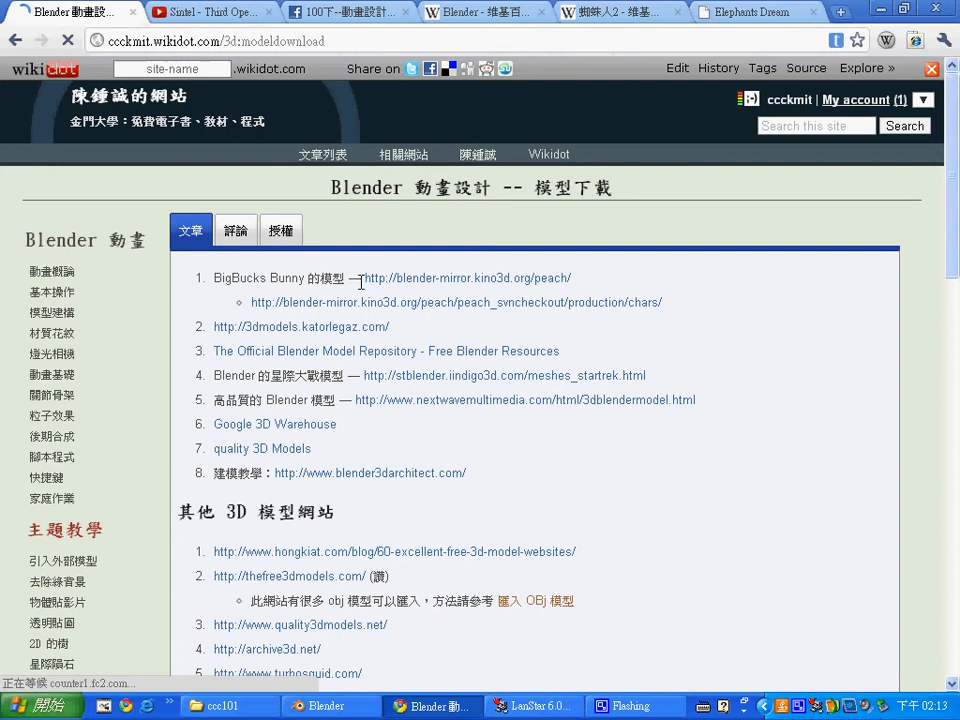 Blender 動畫設...
Sintel - Third Ope...
100下--動畫設計...
Blender - 维基百...
蜘蛛人2 - 维基...
Elephants Dream
ccckmit.wikidot.com/3d:modeldownload
wikidot
site-name
.wikidot.com
Share on
Edit
History
Tags
Source
Explore »
陳鍾誠的網站
金門大學：免費電子書、教材、程式
ccckmit | My account (1)
Search this site
Search
文章列表
相關網站
陳鍾誠
Wikidot
Blender 動畫設計 -- 模型下載
Blender 動畫
動畫概論
基本操作
模型建構
材質花紋
燈光相機
動畫基礎
關節骨架
粒子效果
後期合成
腳本程式
快捷鍵
家庭作業
主題教學
引入外部模型
去除綠背景
物體貼影片
透明貼圖
2D 的樹
星際隕石
文章
評論
授權
1. BigBucks Bunny 的模型 — http://blender-mirror.kino3d.org/peach/
http://blender-mirror.kino3d.org/peach/peach_svncheckout/production/chars/
2. http://3dmodels.katorlegaz.com/
3. The Official Blender Model Repository - Free Blender Resources
4. Blender 的星際大戰模型 — http://stblender.iindigo3d.com/meshes_startrek.html
5. 高品質的 Blender 模型 — http://www.nextwavemultimedia.com/html/3dblendermodel.html
6. Google 3D Warehouse
7. quality 3D Models
8. 建模教學：http://www.blender3darchitect.com/
其他 3D 模型網站
1. http://www.hongkiat.com/blog/60-excellent-free-3d-model-websites/
2. http://thefree3dmodels.com/ (讚)
此網站有很多 obj 模型可以匯入，方法請參考 匯入 OBj 模型
3. http://www.quality3dmodels.net/
4. http://archive3d.net/
5. http://www.turbosquid.com/
正在等候 counter1.fc2.com...
開始
ccc101
Blender
Blender 動...
LanStar 6.0...
Flashing
下午 02:13